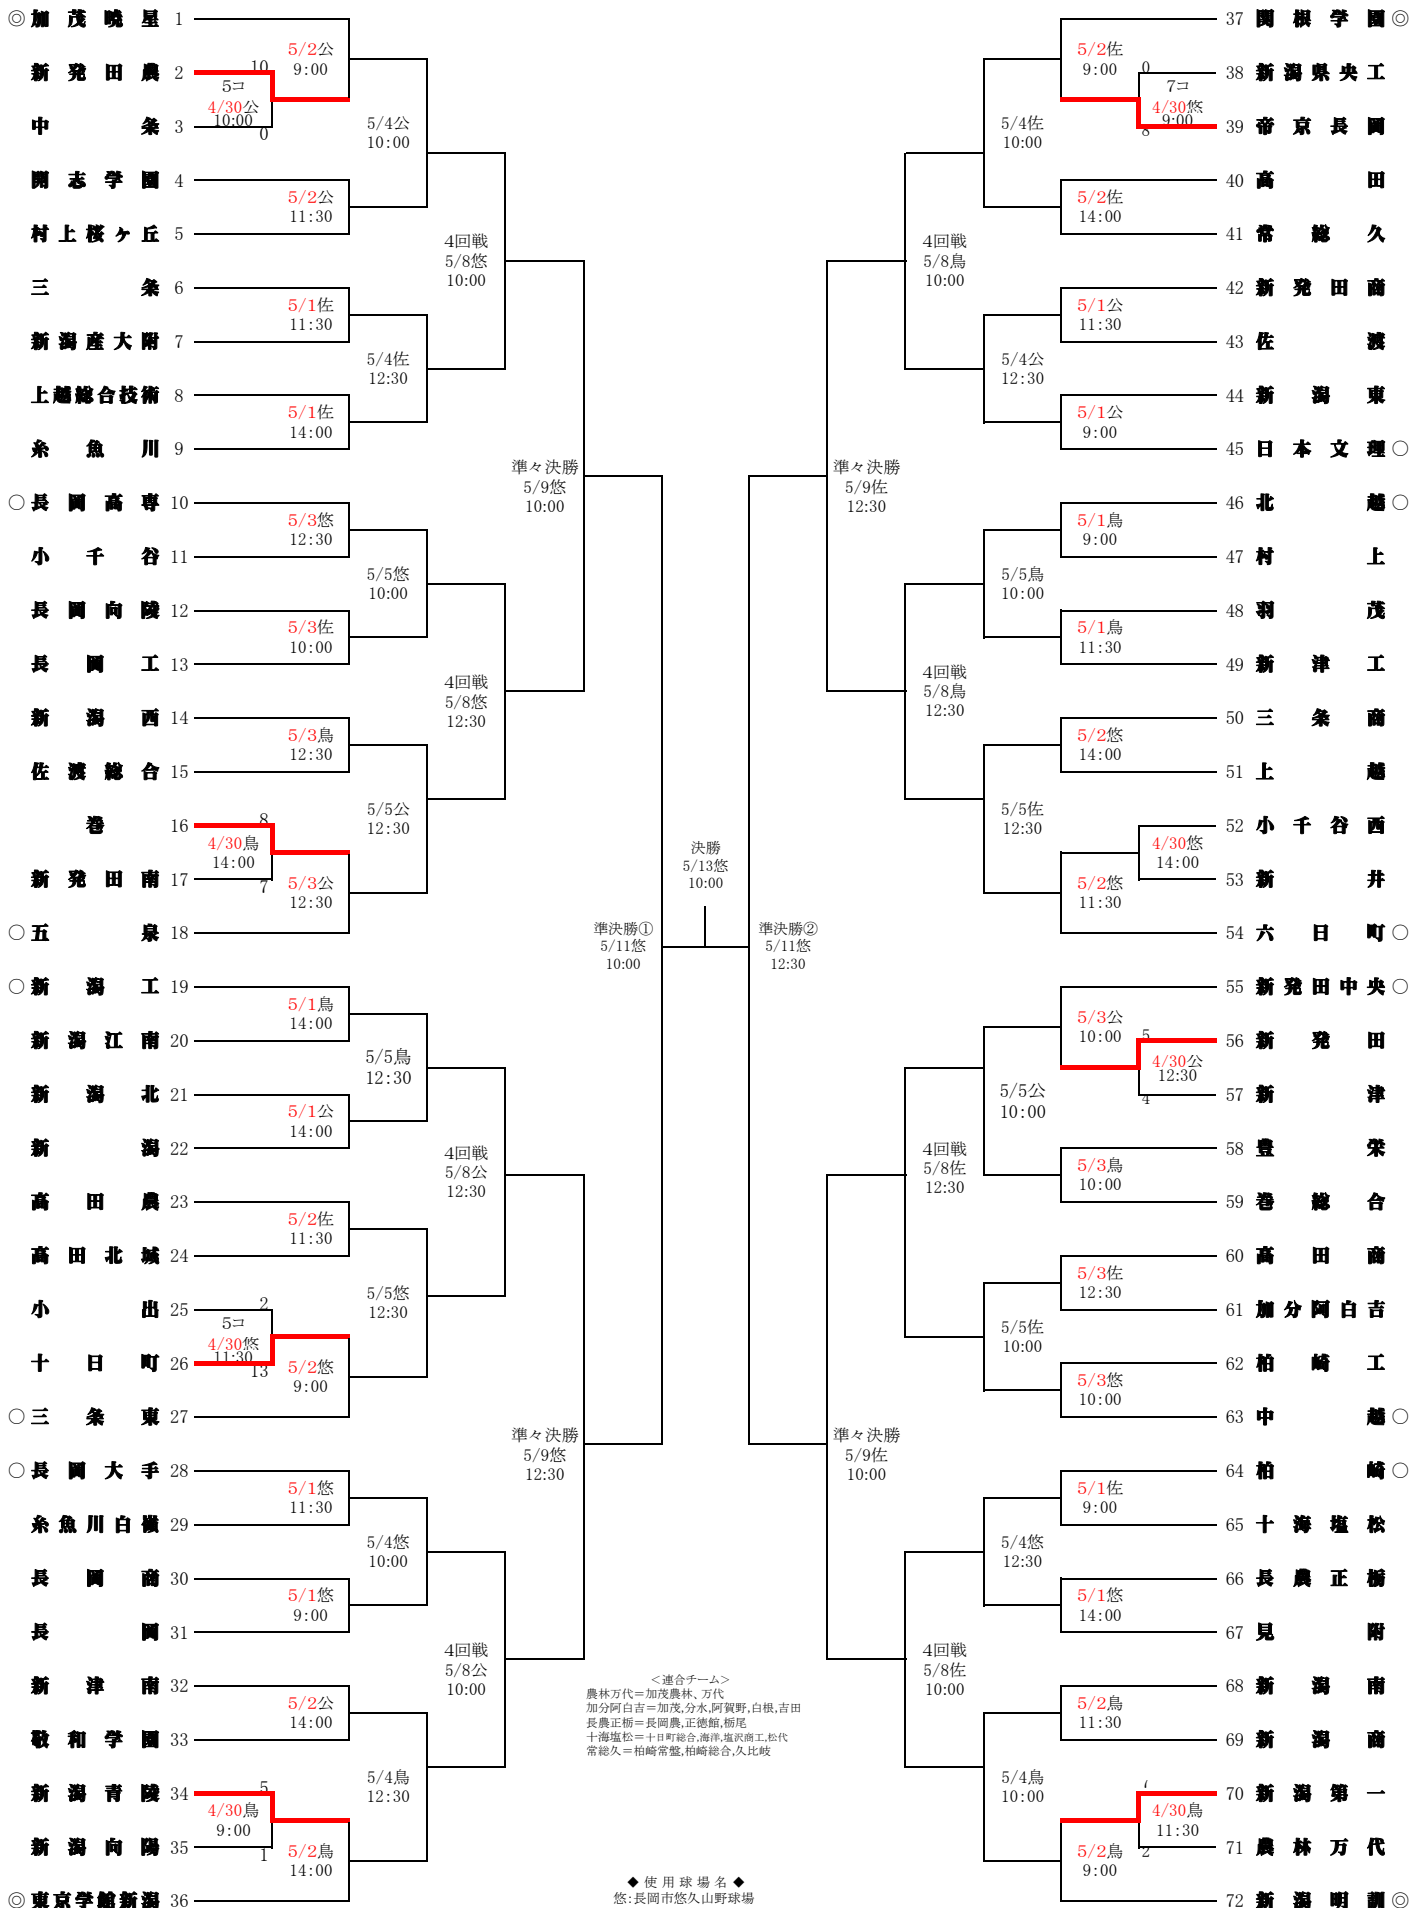 ◎ 加茂暁星 1
新発田農 2
中条 3
開志学園 4
村上桜ヶ丘 5
三条 6
新潟産大附 7
上越総合技術 8
糸魚川 9
○ 長岡高専 10
小千谷 11
長岡向陵 12
長岡工 13
新潟西 14
佐渡総合 15
巻 16
新発田南 17
○ 五泉 18
○ 新潟工 19
新潟江南 20
新潟北 21
新潟 22
高田農 23
高田北城 24
小出 25
十日町 26
○ 三条東 27
○ 長岡大手 28
糸魚川白嶺 29
長岡商 30
長岡 31
新津南 32
敬和学園 33
新潟青陵 34
新潟向陽 35
◎ 東京学館新潟 36
10
5コ
4/30公
10:00
0
8
4/30鳥
14:00
7
2
5コ
4/30悠
11:30
13
5
4/30鳥
9:00
1
5/2公
9:00
5/2公
11:30
5/1佐
11:30
5/1佐
14:00
5/3悠
12:30
5/3佐
10:00
5/3鳥
12:30
5/3公
12:30
5/1鳥
14:00
5/1公
14:00
5/2佐
11:30
5/2悠
9:00
5/1悠
11:30
5/1悠
9:00
5/2公
14:00
5/2鳥
14:00
5/4公
10:00
5/4佐
12:30
5/5悠
10:00
5/5公
12:30
5/5鳥
12:30
5/5悠
12:30
5/4悠
10:00
5/4鳥
12:30
4回戦
5/8悠
10:00
4回戦
5/8悠
12:30
4回戦
5/8公
12:30
4回戦
5/8公
10:00
準々決勝
5/9悠
10:00
準々決勝
5/9悠
12:30
準決勝①
5/11悠
10:00
決勝
5/13悠
10:00
準決勝②
5/11悠
12:30
準々決勝
5/9佐
12:30
準々決勝
5/9佐
10:00
4回戦
5/8鳥
10:00
4回戦
5/8鳥
12:30
4回戦
5/8佐
12:30
4回戦
5/8佐
10:00
5/4佐
10:00
5/4公
12:30
5/5鳥
10:00
5/5佐
12:30
5/5公
10:00
5/5佐
10:00
5/4悠
12:30
5/4鳥
10:00
5/2佐
9:00
5/2佐
14:00
5/1公
11:30
5/1公
9:00
5/1鳥
9:00
5/1鳥
11:30
5/2悠
14:00
5/2悠
11:30
5/3公
10:00
5/3鳥
10:00
5/3佐
12:30
5/3悠
10:00
5/1佐
9:00
5/1悠
14:00
5/2鳥
11:30
5/2鳥
9:00
0
7コ
4/30悠
9:00
8
4/30悠
14:00
5
4/30公
12:30
4
7
4/30鳥
11:30
2
37 関根学園 ◎
38 新潟県央工
39 帝京長岡
40 高田
41 常総久
42 新発田商
43 佐渡
44 新潟東
45 日本文理 ○
46 北越 ○
47 村上
48 羽茂
49 新津工
50 三条商
51 上越
52 小千谷西
53 新井
54 六日町 ○
55 新発田中央 ○
56 新発田
57 新津
58 豊栄
59 巻総合
60 高田商
61 加分阿白吉
62 柏崎工
63 中越 ○
64 柏崎 ○
65 十海塩松
66 長農正栃
67 見附
68 新潟南
69 新潟商
70 新潟第一
71 農林万代
72 新潟明訓 ◎
＜連合チーム＞
農林万代＝加茂農林、万代
加分阿白吉＝加茂,分水,阿賀野,白根,吉田
長農正栃＝長岡農,正徳館,栃尾
十海塩松＝十日町総合,海洋,塩沢商工,松代
常総久＝柏崎常盤,柏崎総合,久比岐
◆ 使 用 球 場 名 ◆
悠:長岡市悠久山野球場